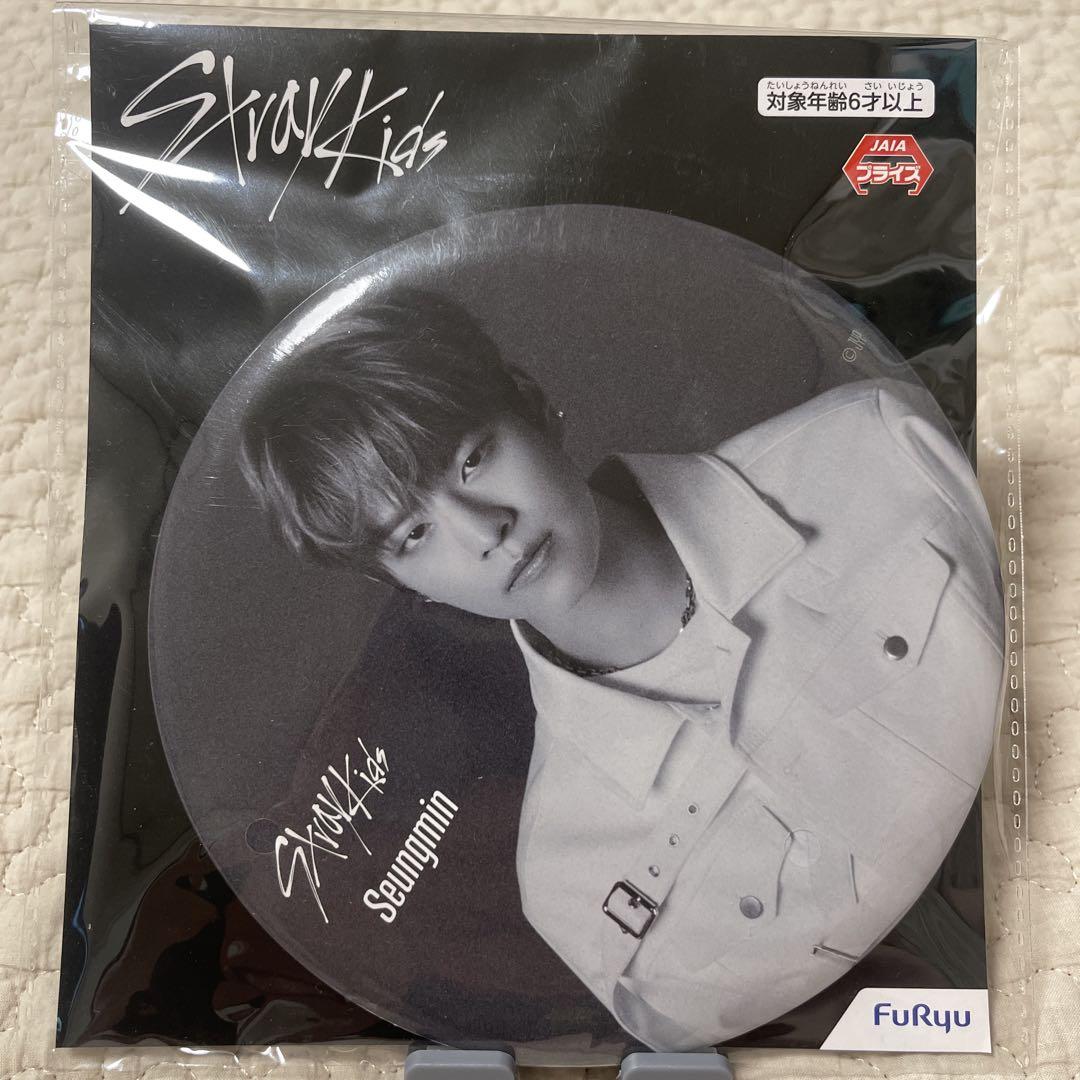 Stray Kids
たいしょうねんれい さい いじょう
対象年齢6才以上
JAIA
プライズ
©JYP
Stray Kids
Seungmin
FuRyu